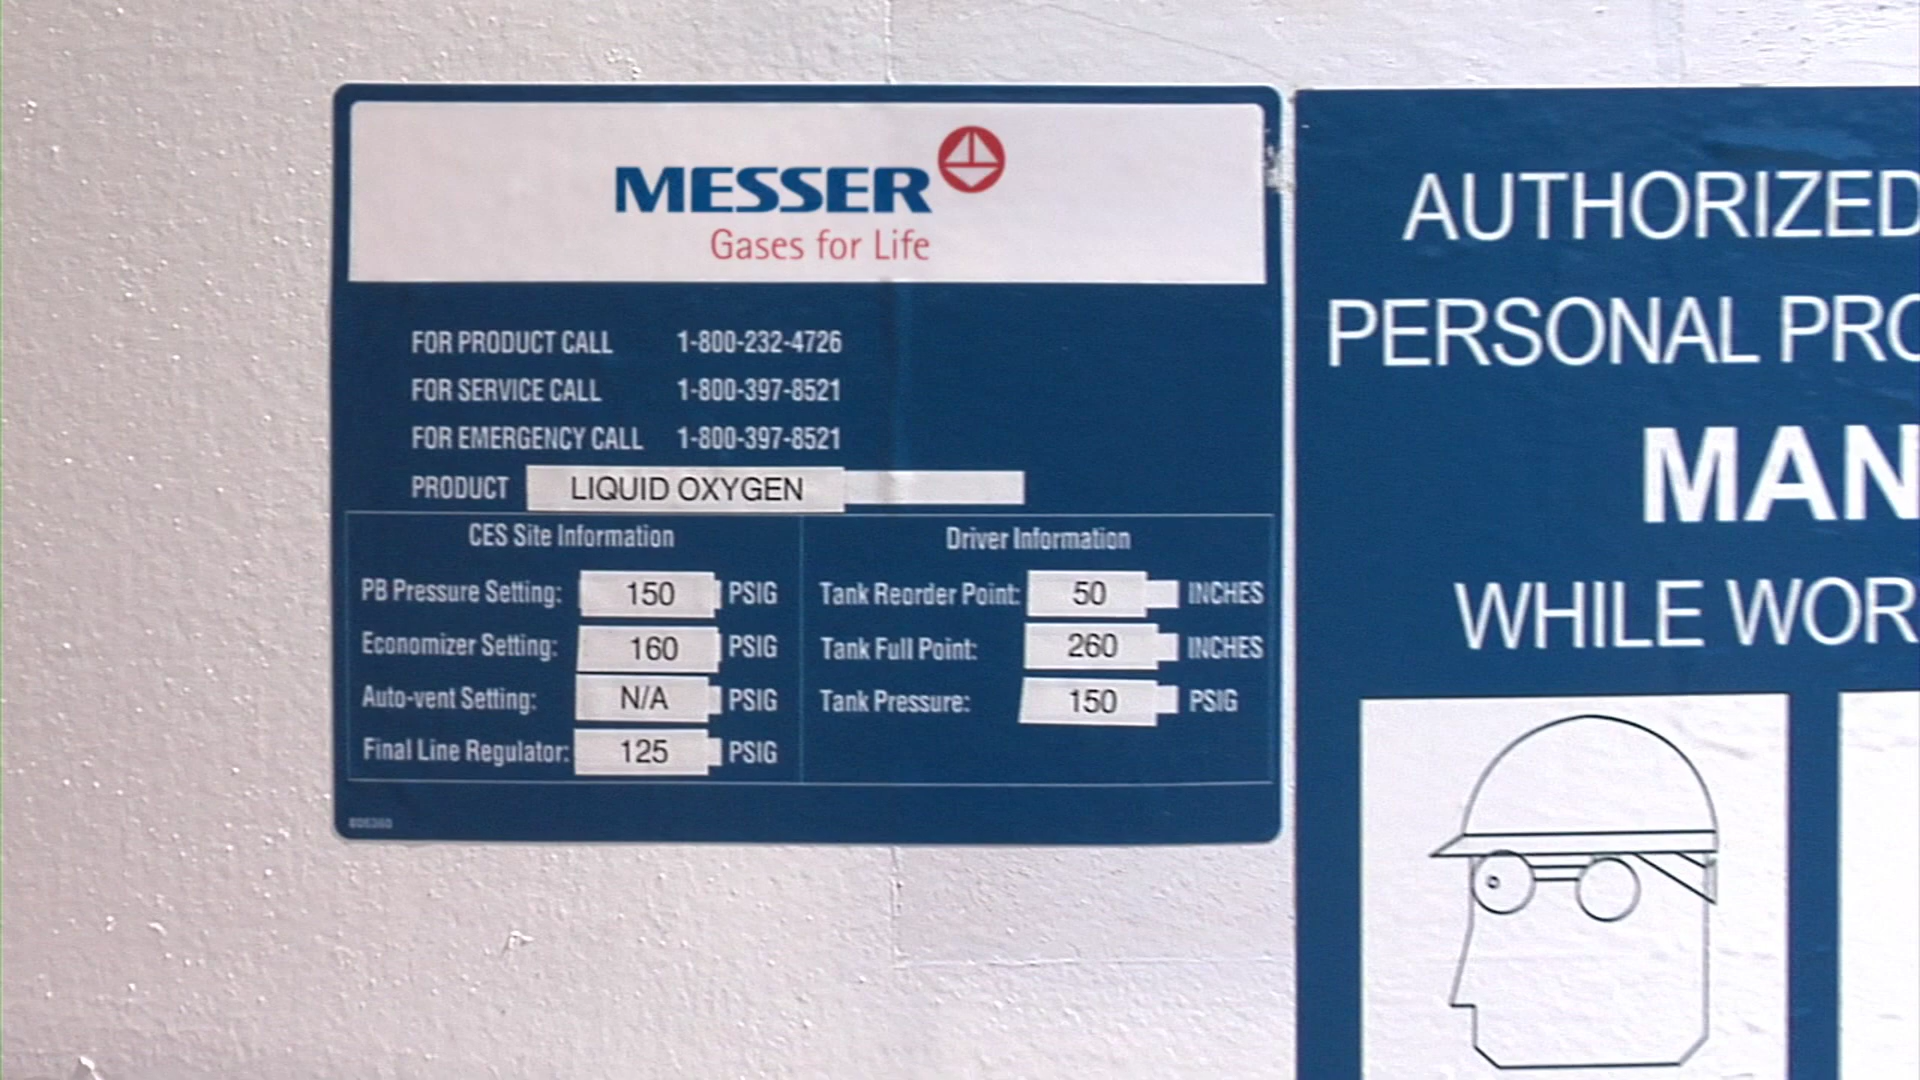 MESSER
Gases for Life
FOR PRODUCT CALL 1-800-232-4726
FOR SERVICE CALL 1-800-397-8521
FOR EMERGENCY CALL 1-800-397-8521
PRODUCT LIQUID OXYGEN
CES Site Information
PB Pressure Setting: 150 PSIG
Economizer Setting: 160 PSIG
Auto-vent Setting: N/A PSIG
Final Line Regulator: 125 PSIG
Driver Information
Tank Reorder Point: 50 INCHES
Tank Full Point: 260 INCHES
Tank Pressure: 150 PSIG
AUTHORIZED
PERSONAL PRO
MAN
WHILE WOR